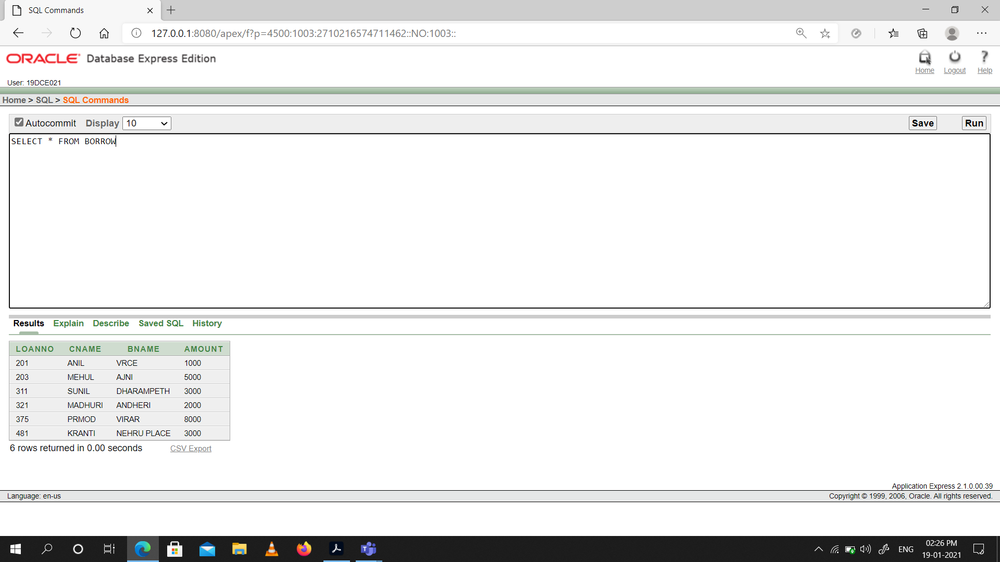 SQL Commands
127.0.0.1:8080/apex/f?p=4500:1003:2710216574711462::NO:1003::
ORACLE Database Express Edition
Home Logout Help
User: 19DCE021
Home > SQL > SQL Commands
Autocommit Display 10 Save Run
SELECT * FROM BORROW
Results Explain Describe Saved SQL History
LOANNO CNAME BNAME AMOUNT
201 ANIL VRCE 1000
203 MEHUL AJNI 5000
311 SUNIL DHARAMPETH 3000
321 MADHURI ANDHERI 2000
375 PRMOD VIRAR 8000
481 KRANTI NEHRU PLACE 3000
6 rows returned in 0.00 seconds CSV Export
Application Express 2.1.0.00.39
Language: en-us Copyright © 1999, 2006, Oracle. All rights reserved.
ENG
02:26 PM
19-01-2021